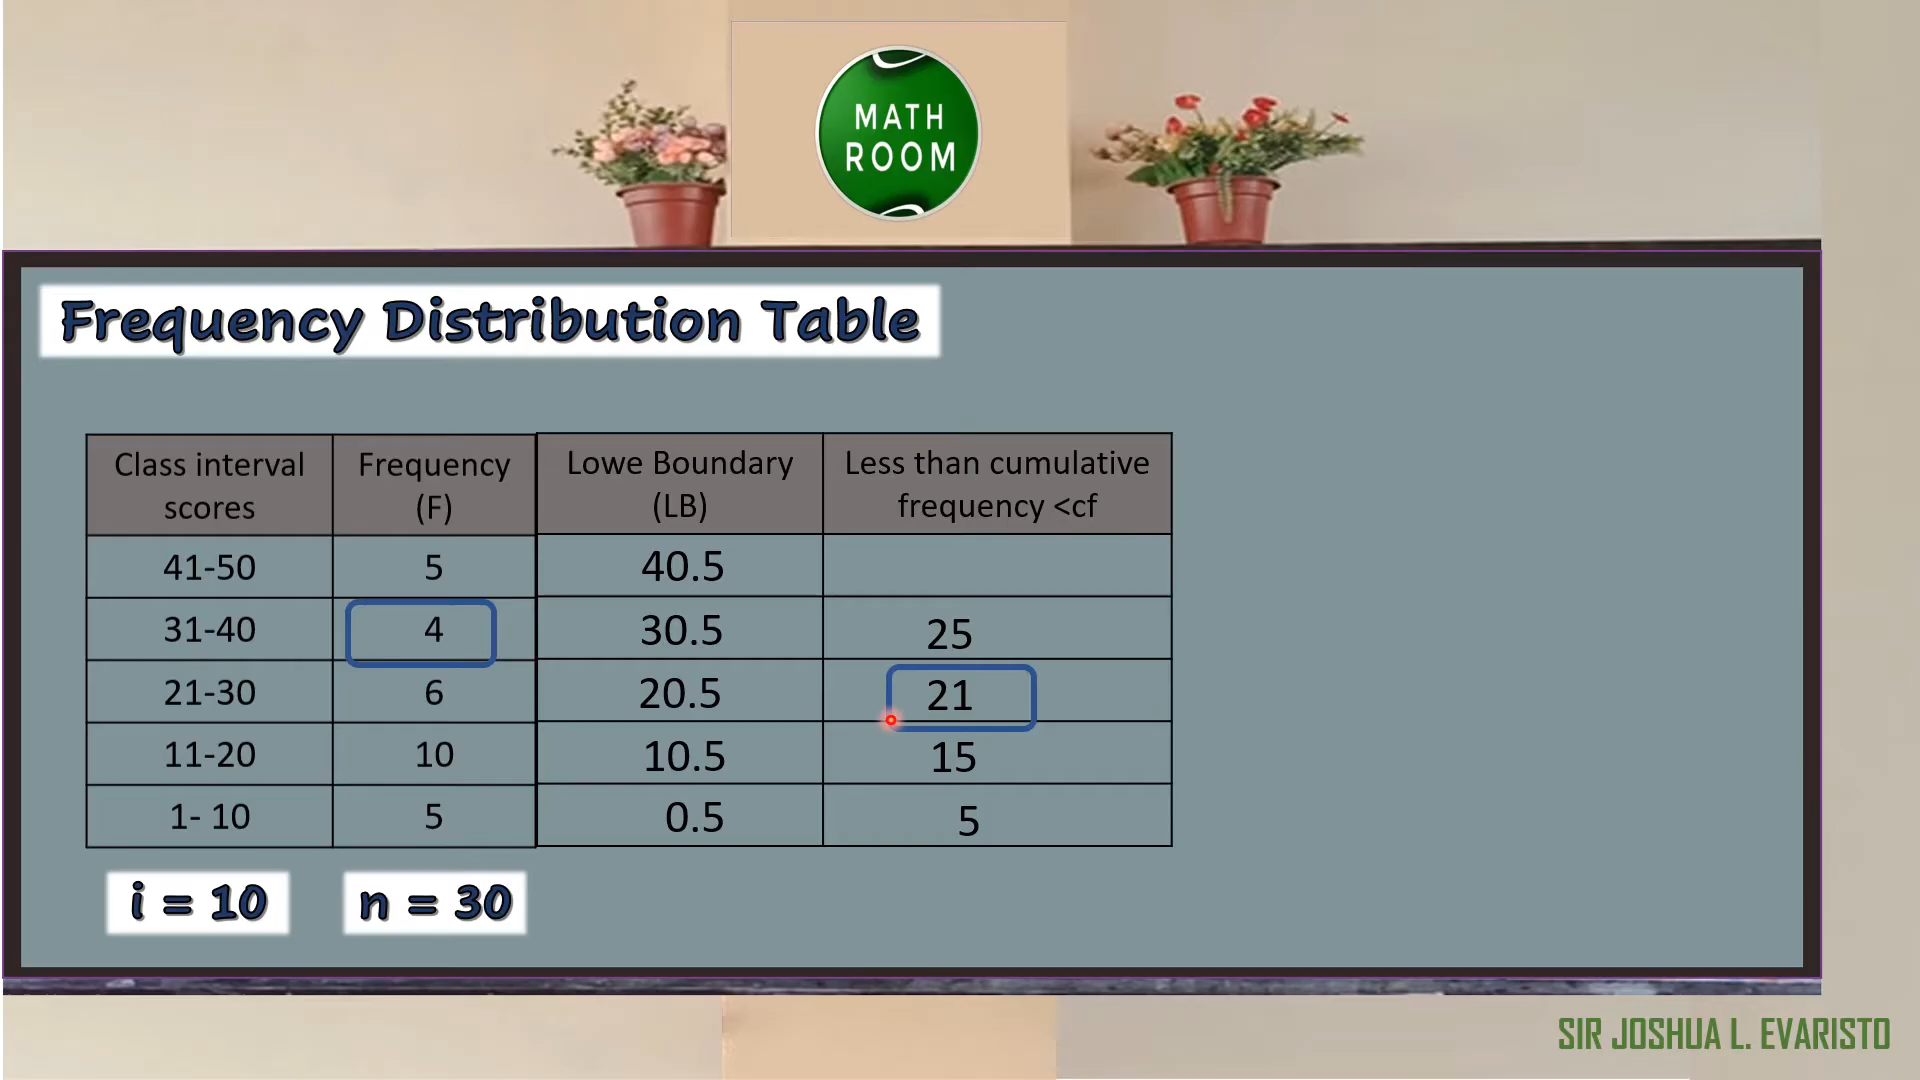 MATH
ROOM
Frequency Distribution Table
Class interval scores Frequency (F) Lowe Boundary (LB) Less than cumulative frequency <cf
41-50 5 40.5
31-40 4 30.5 25
21-30 6 20.5 21
11-20 10 10.5 15
1- 10 5 0.5 5
i = 10 n = 30
SIR JOSHUA L. EVARISTO